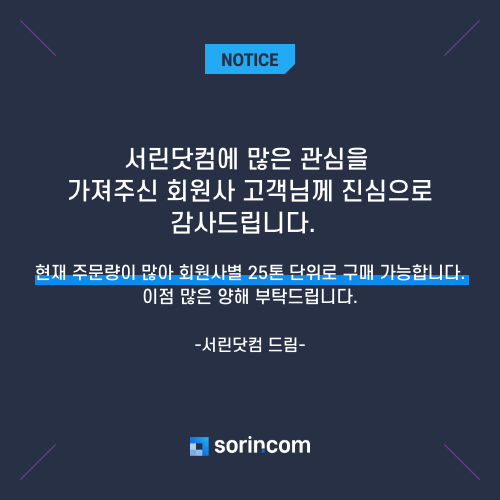 NOTICE
서린닷컴에 많은 관심을
가져주신 회원사 고객님께 진심으로
감사드립니다.
현재 주문량이 많아 회원사별 25톤 단위로 구매 가능합니다.
이점 많은 양해 부탁드립니다.
-서린닷컴 드림-
sorin.com